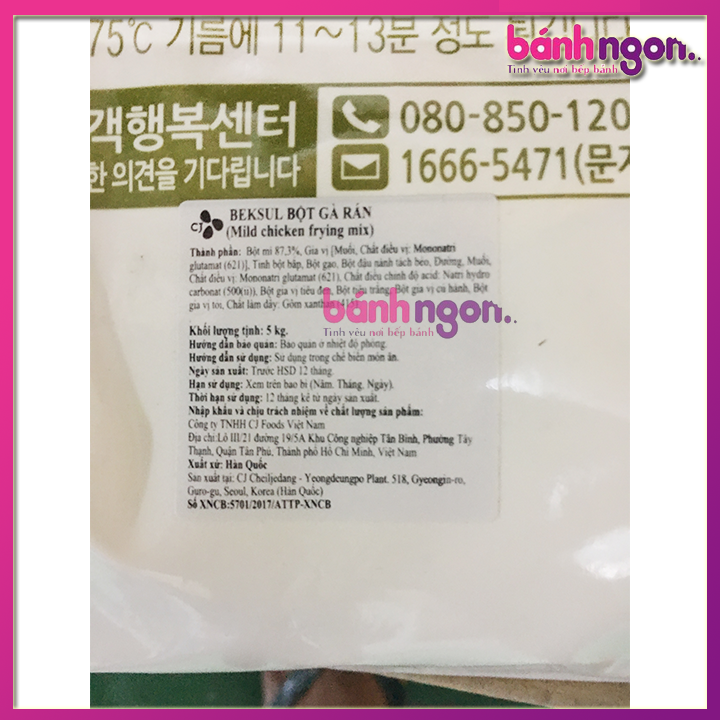 75℃ 기름에 11~13분 정도
bánhngon..
Tình yêu nơi bếp bánh
객행복센터
한 의견을 기다립니다
080-850-120
1666-5471(문자
CJ
BEKSUL BỘT GÀ RÁN
(Mild chicken frying mix)
Thành phần: Bột mì 87,3%, Gia vị [Muối, Chất điều vị: Mononatri
glutamat (621)], Tinh bột bắp, Bột gạo, Bột đậu nành tách béo, Đường, Muối,
Chất điều vị: Mononatri glutamat (621), Chất điều chỉnh độ acid: Natri hydro
carbonat (500(ii)), Bột gia vị tiêu đen, Bột tiêu trắng, Bột gia vị củ hành, Bột
gia vị tỏi, Chất làm dầy: Gôm xanthan (415).
bánhngon..
Tình yêu nơi bếp bánh
Khối lượng tịnh: 5 kg.
Hướng dẫn bảo quản: Bảo quản ở nhiệt độ phòng.
Hướng dẫn sử dụng: Sử dụng trong chế biến món ăn.
Ngày sản xuất: Trước HSD 12 tháng.
Hạn sử dụng: Xem trên bao bì (Năm. Tháng. Ngày).
Thời hạn sử dụng: 12 tháng kể từ ngày sản xuất.
Nhập khẩu và chịu trách nhiệm về chất lượng sản phẩm:
Công ty TNHH CJ Foods Việt Nam
Địa chỉ:Lô III/21 đường 19/5A Khu Công nghiệp Tân Bình, Phường Tây
Thạnh, Quận Tân Phú, Thành phố Hồ Chí Minh, Việt Nam
Xuất xứ: Hàn Quốc
Sản xuất tại: CJ Cheiljedang - Yeongdeungpo Plant. 518, Gyeongin-ro,
Guro-gu, Seoul, Korea (Hàn Quốc)
Số XNCB:5701/2017/ATTP-XNCB